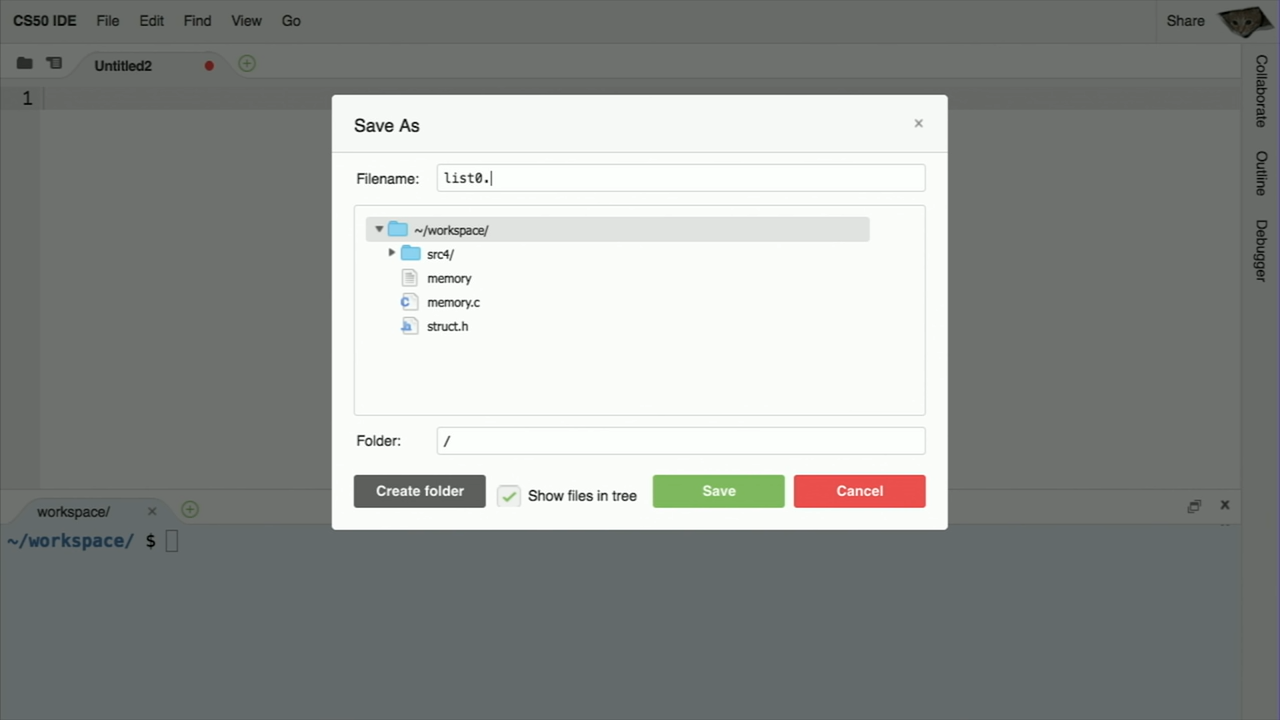 CS50 IDE File Edit Find View Go Share
Untitled2
Collaborate
Outline
Debugger
1
Save As ×
Filename: list0.
~/workspace/
src4/
memory
memory.c
struct.h
Folder: /
Create folder Show files in tree Save Cancel
workspace/
~/workspace/ $